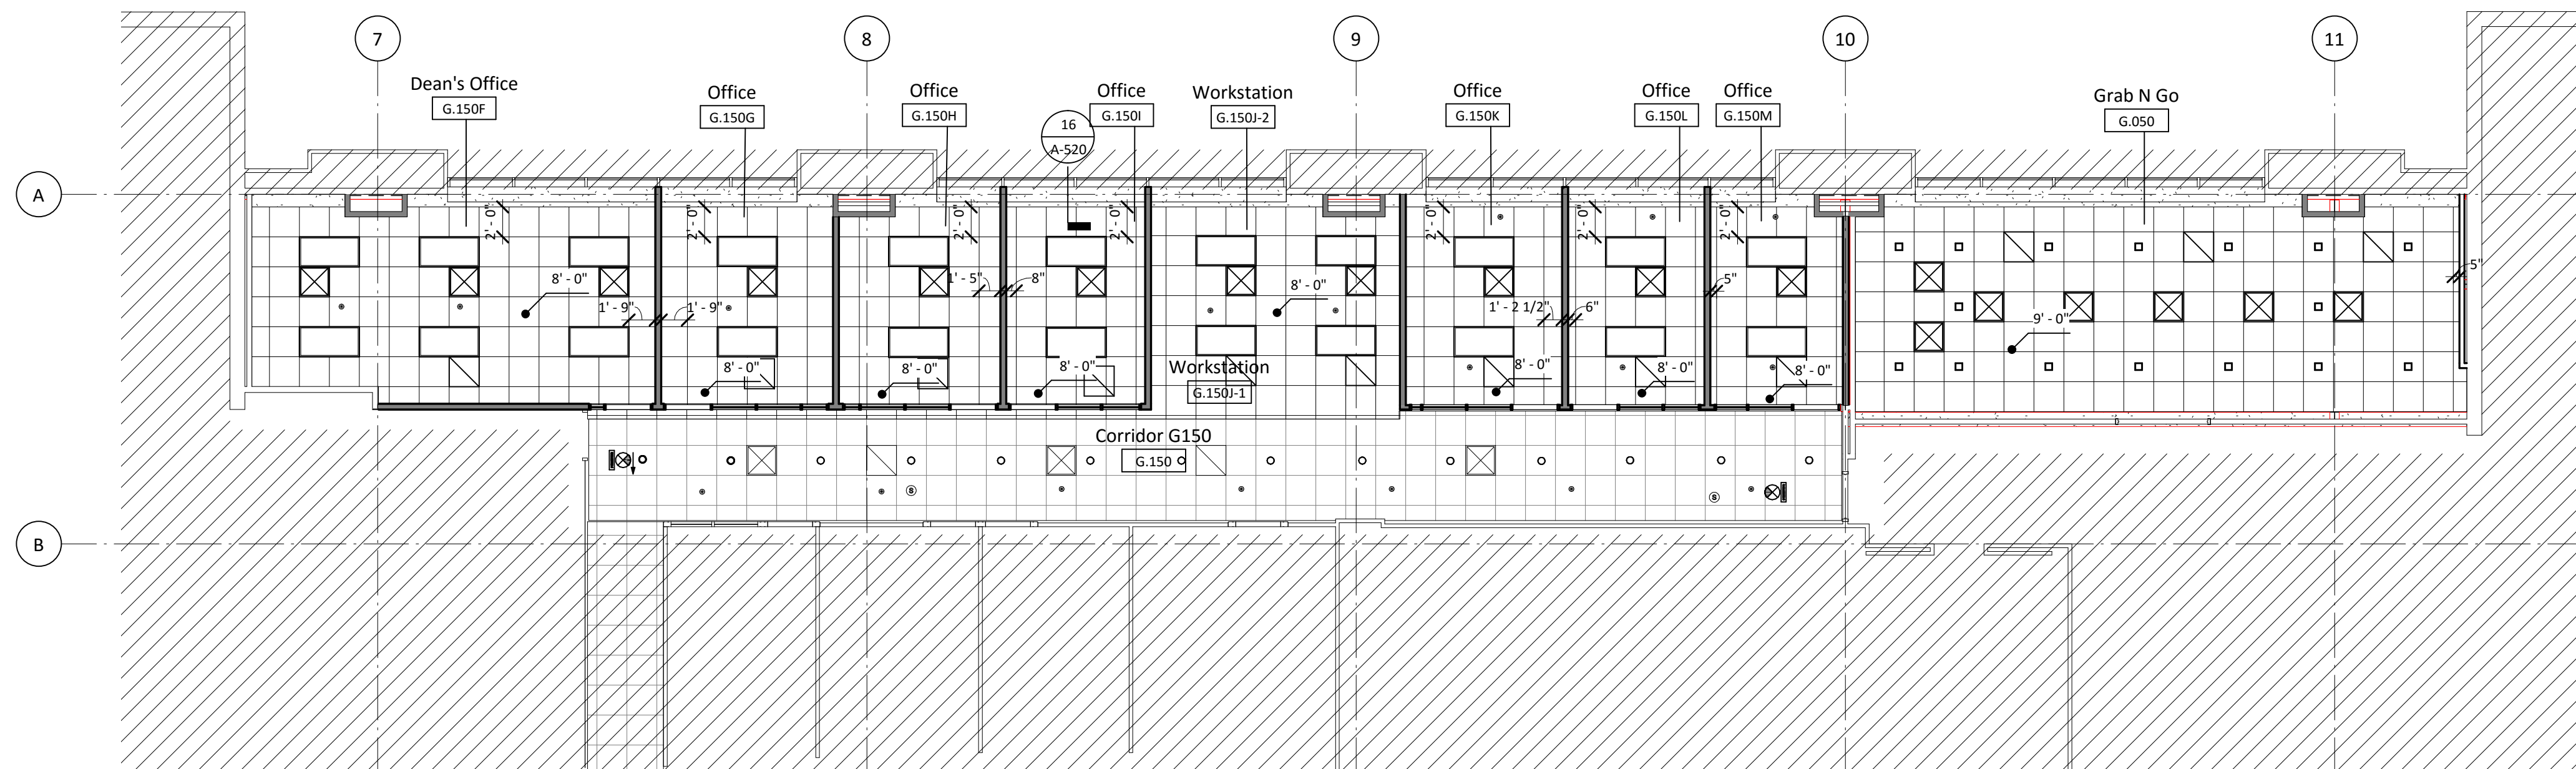 7
8
9
10
11
Dean's Office
G.150F
Office
G.150G
Office
G.150H
16
A-520
Office
G.150I
Workstation
G.150J-2
Office
G.150K
Office
G.150L
Office
G.150M
Grab N Go
G.050
A
2' - 0"
2' - 0"
2' - 0"
2' - 0"
2' - 0"
2' - 0"
2' - 0"
8' - 0"
1' - 5"
8"
8' - 0"
5"
5"
1' - 9"
1' - 9"
1' - 2 1/2"
6"
9' - 0"
8' - 0"
8' - 0"
8' - 0"
8' - 0"
8' - 0"
8' - 0"
Workstation
G.150J-1
Corridor G150
G.150
S
S
B